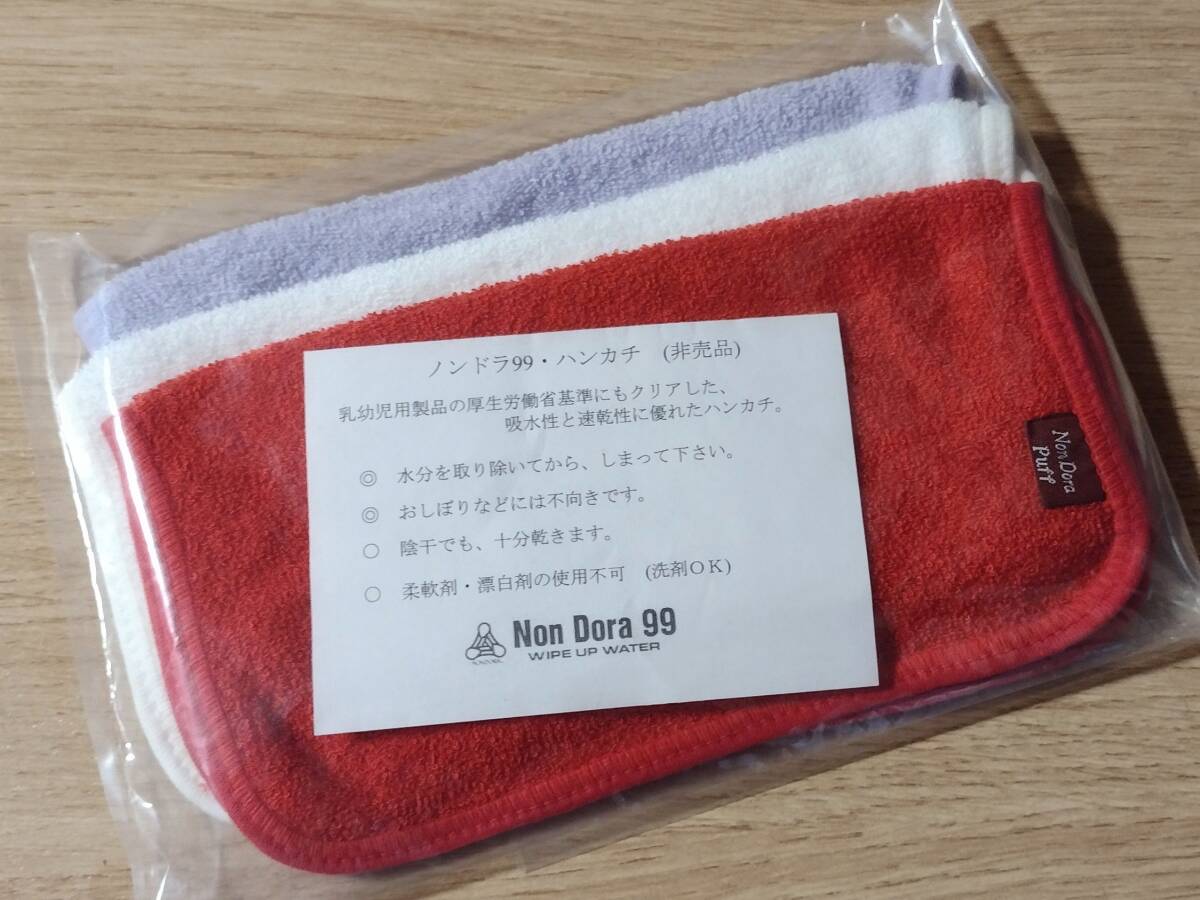 ノンドラ99・ハンカチ (非売品)
乳幼児用製品の厚生労働省基準にもクリアした、
吸水性と速乾性に優れたハンカチ。
◎ 水分を取り除いてから、しまって下さい。
◎ おしぼりなどには不向きです。
○ 陰干でも、十分乾きます。
○ 柔軟剤・漂白剤の使用不可 (洗剤OK)
Non Dora 99
WIPE UP WATER
Non Dora
Puff